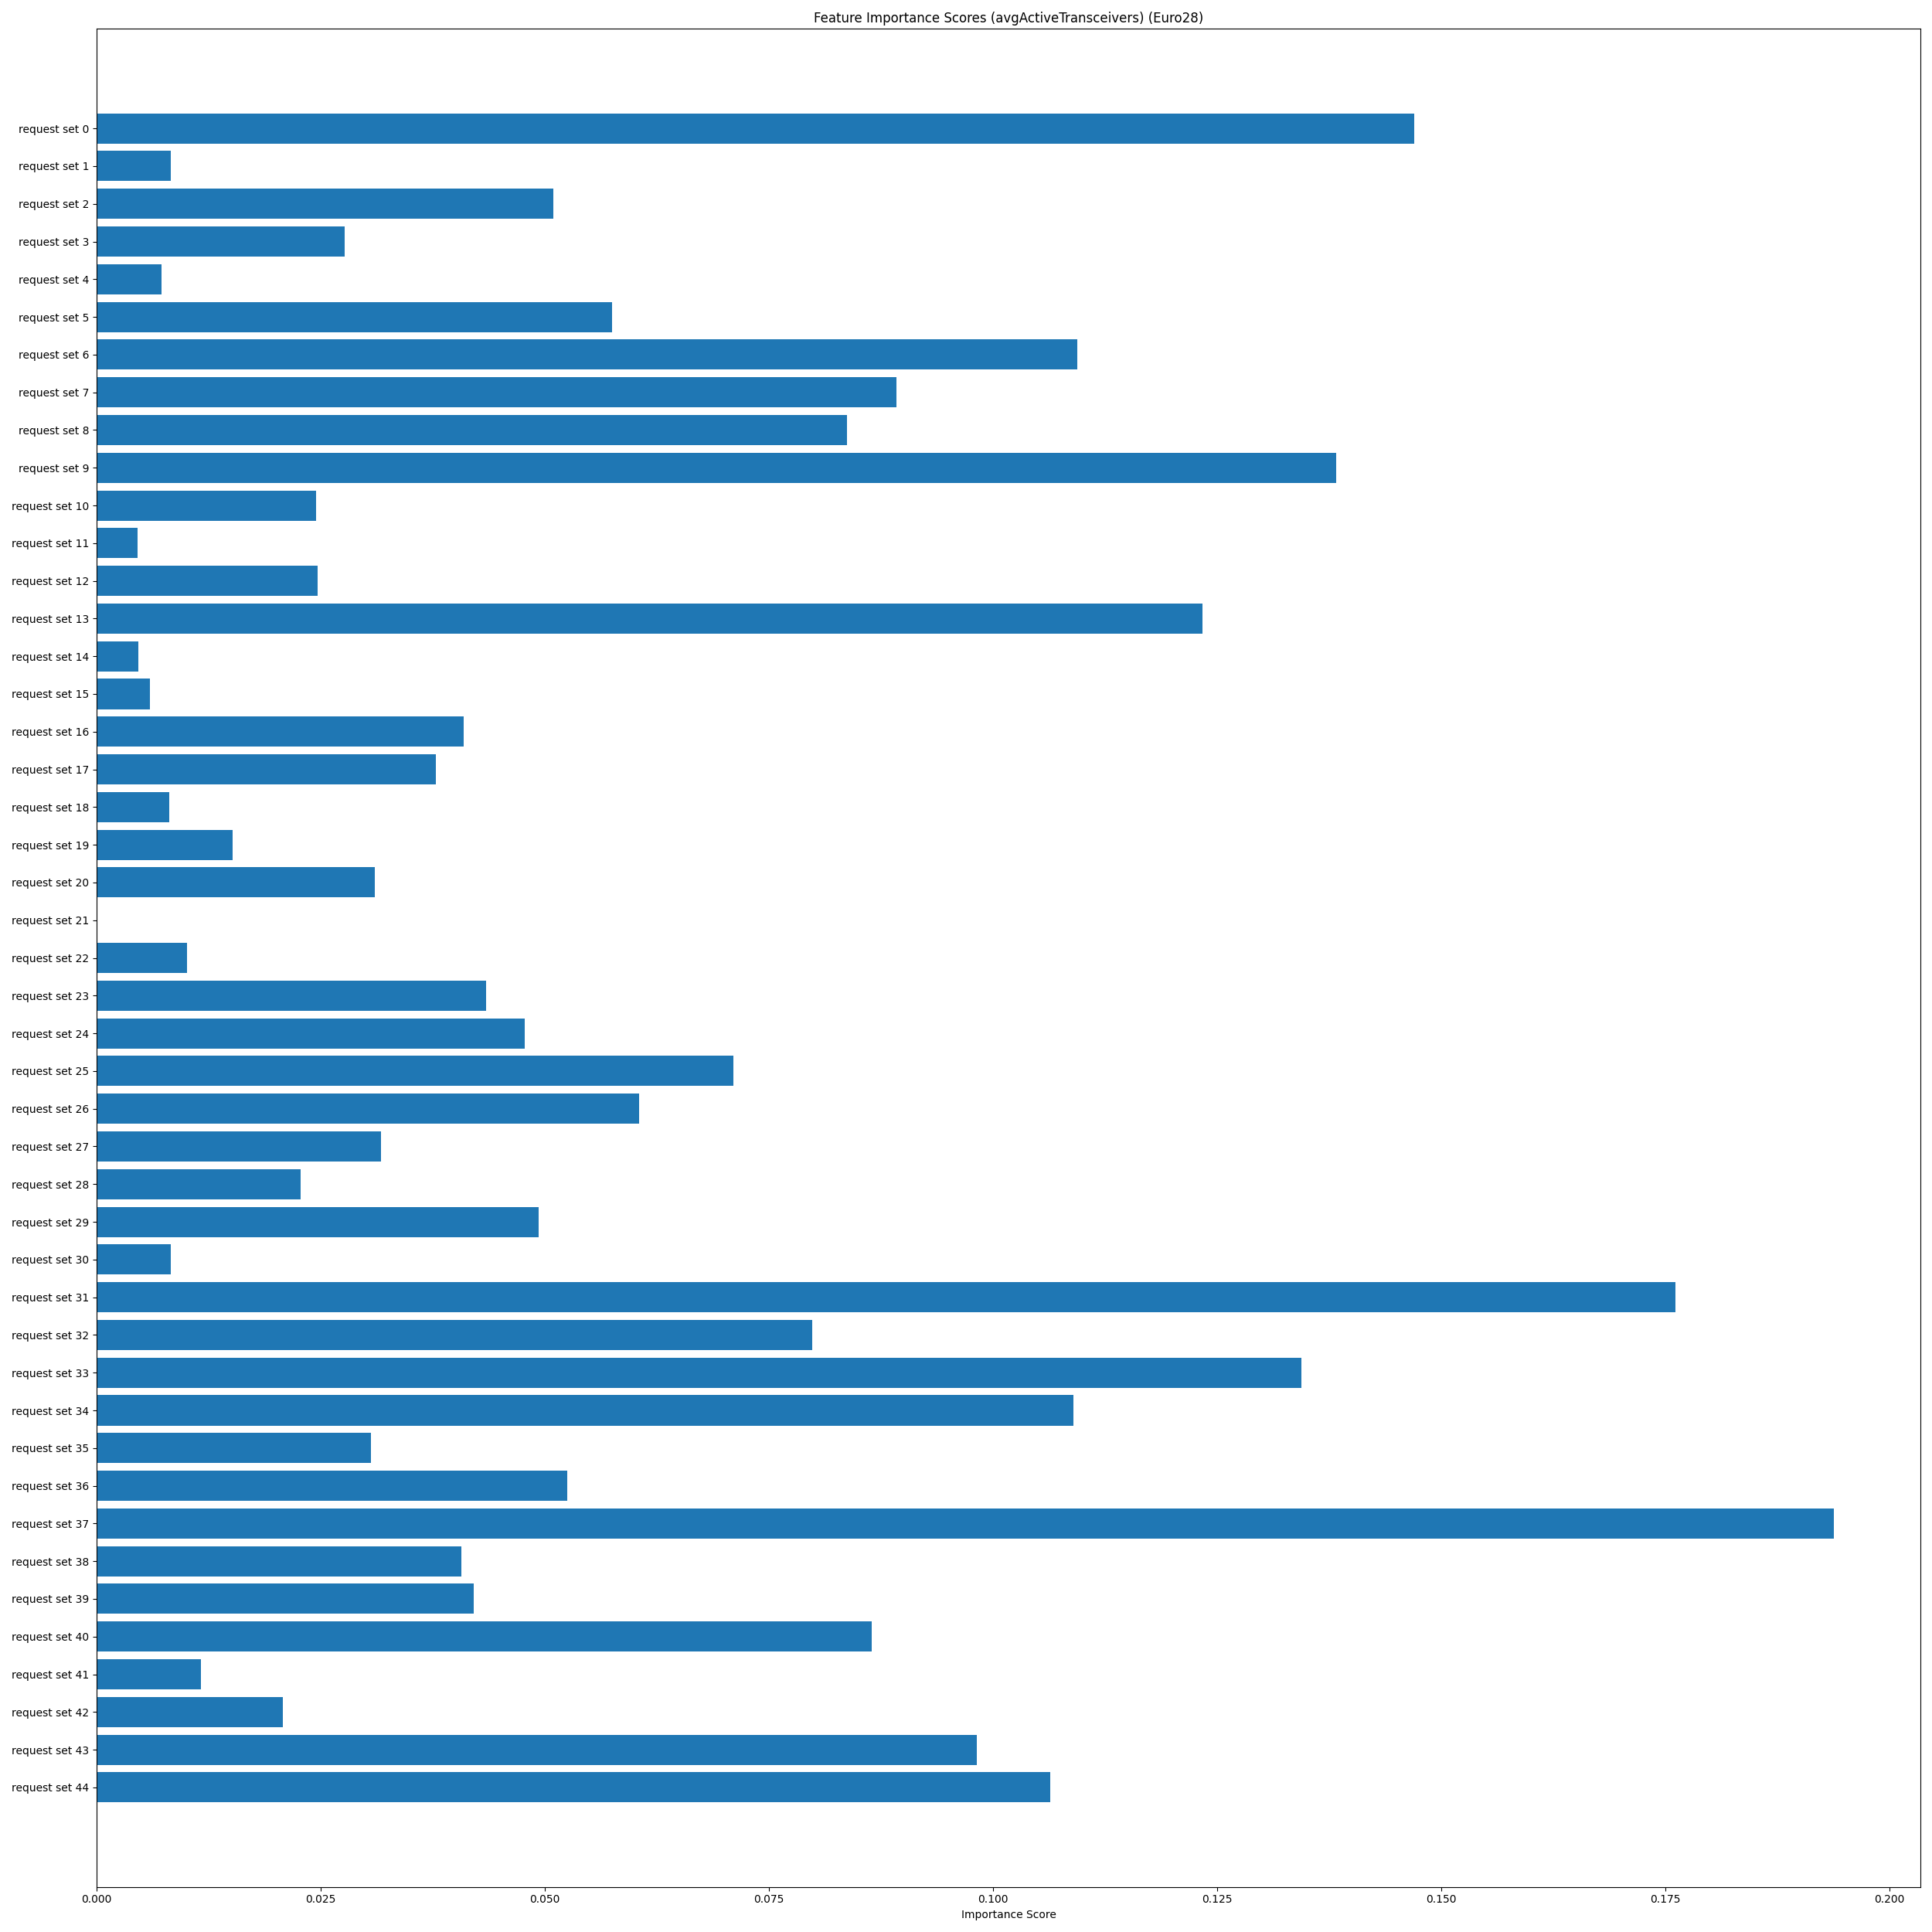 Feature Importance Scores (avgActiveTransceivers) (Euro28)
request set 0
request set 1
request set 2
request set 3
request set 4
request set 5
request set 6
request set 7
request set 8
request set 9
request set 10
request set 11
request set 12
request set 13
request set 14
request set 15
request set 16
request set 17
request set 18
request set 19
request set 20
request set 21
request set 22
request set 23
request set 24
request set 25
request set 26
request set 27
request set 28
request set 29
request set 30
request set 31
request set 32
request set 33
request set 34
request set 35
request set 36
request set 37
request set 38
request set 39
request set 40
request set 41
request set 42
request set 43
request set 44
0.000 0.025 0.050 0.075 0.100 0.125 0.150 0.175 0.200
Importance Score